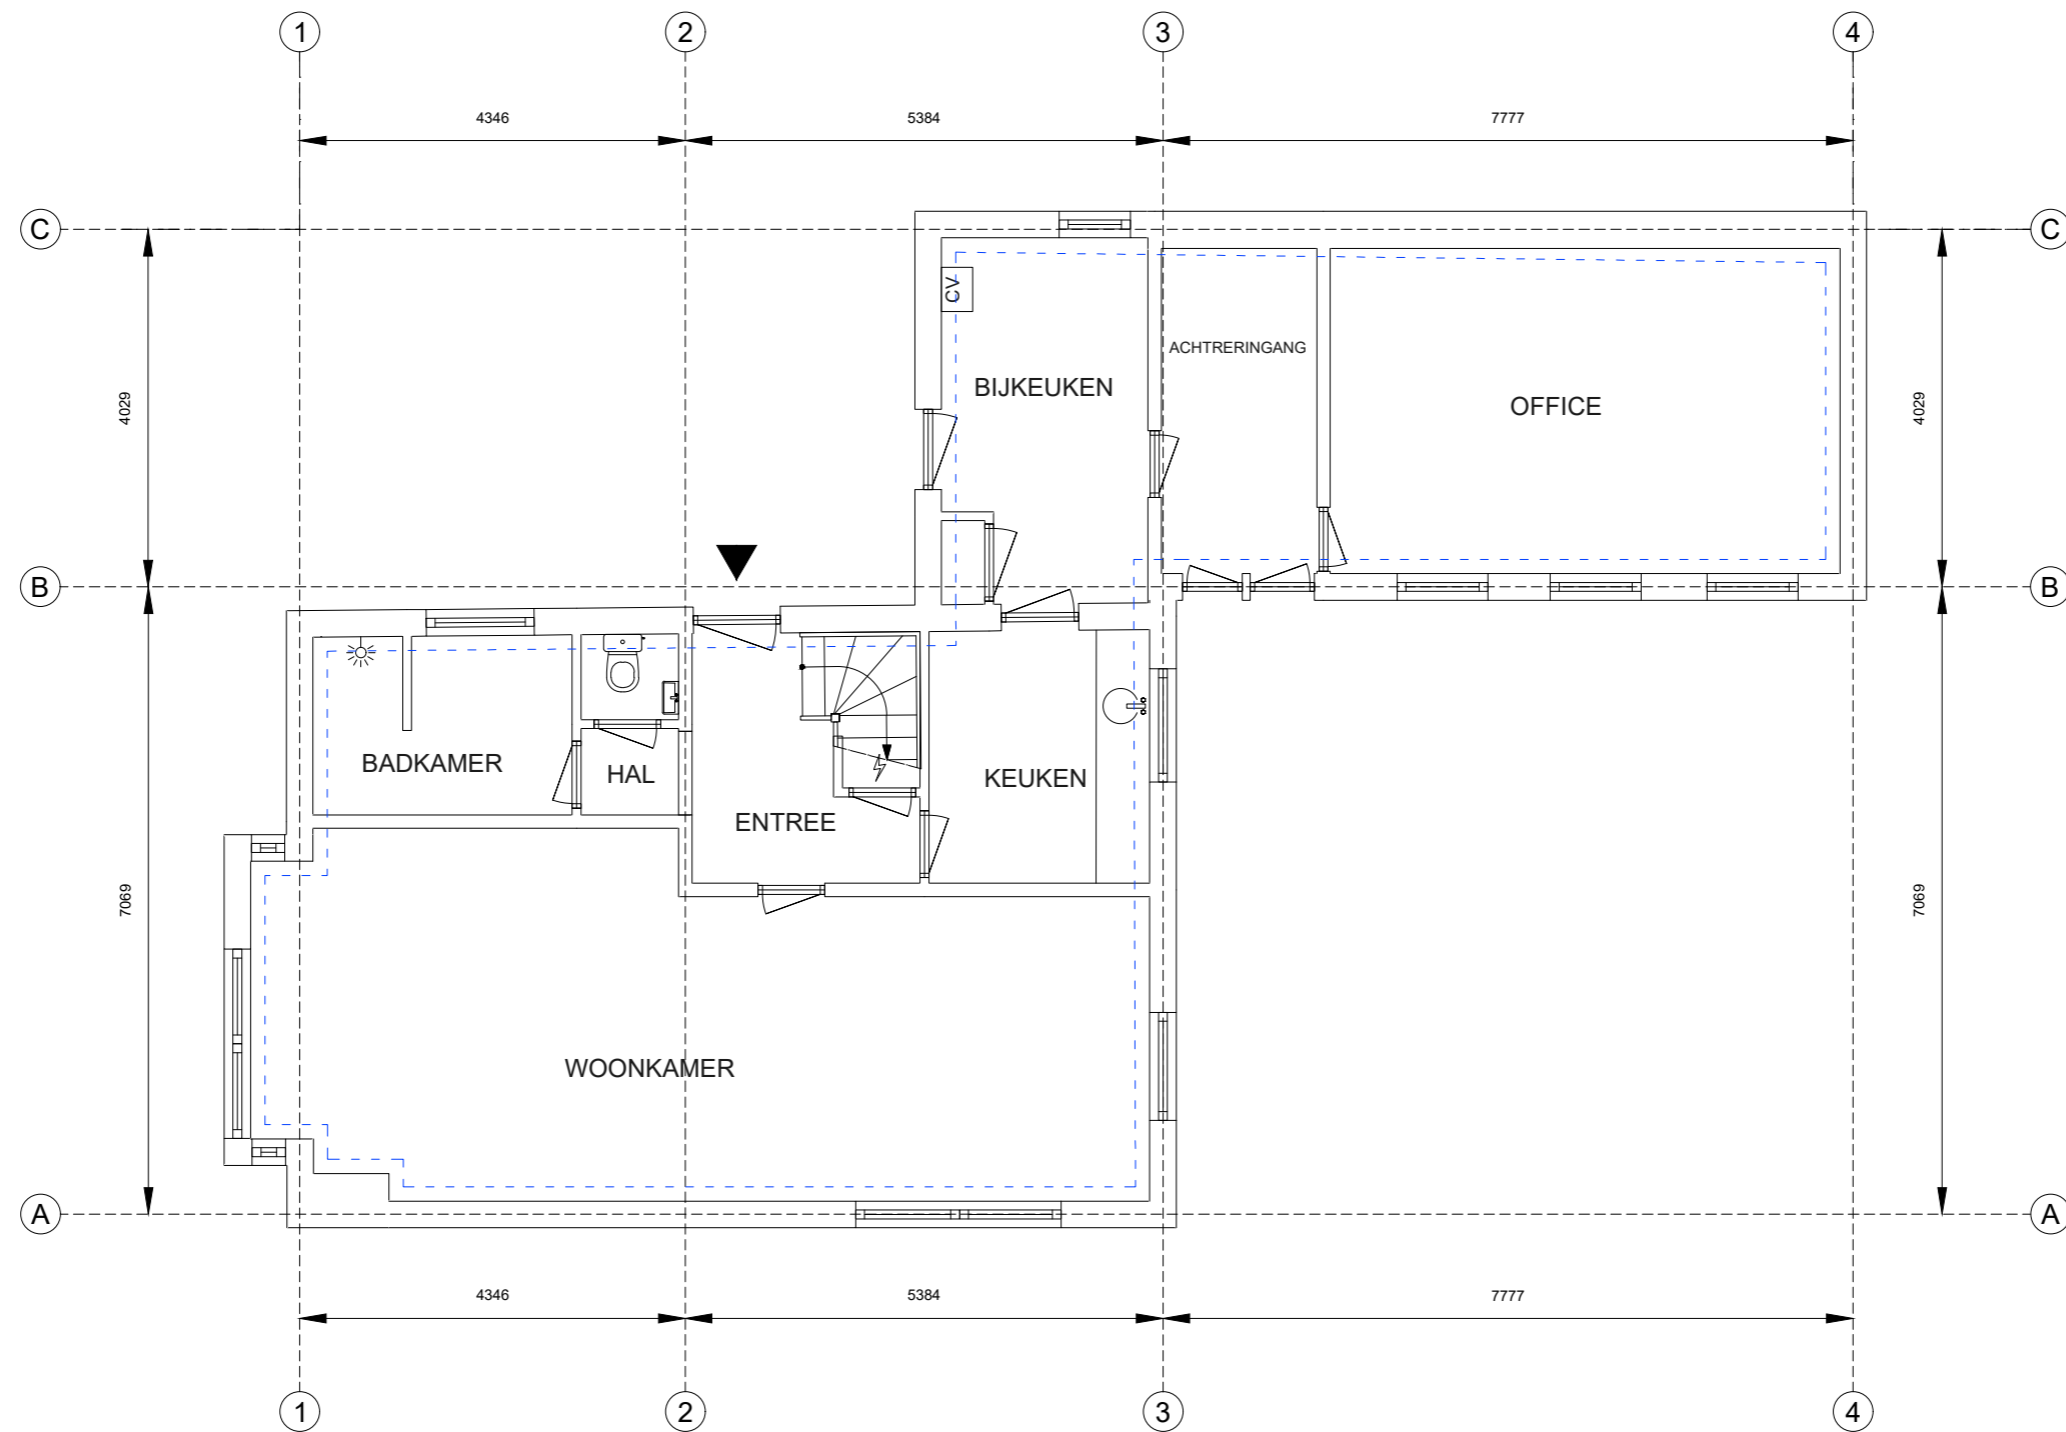 1 2 3 4
4346 5384 7777
C C
CV
ACHTRERINGANG
BIJKEUKEN
OFFICE
4029 4029
B B
BADKAMER
HAL
KEUKEN
ENTREE
7069 7069
WOONKAMER
A A
4346 5384 7777
1 2 3 4